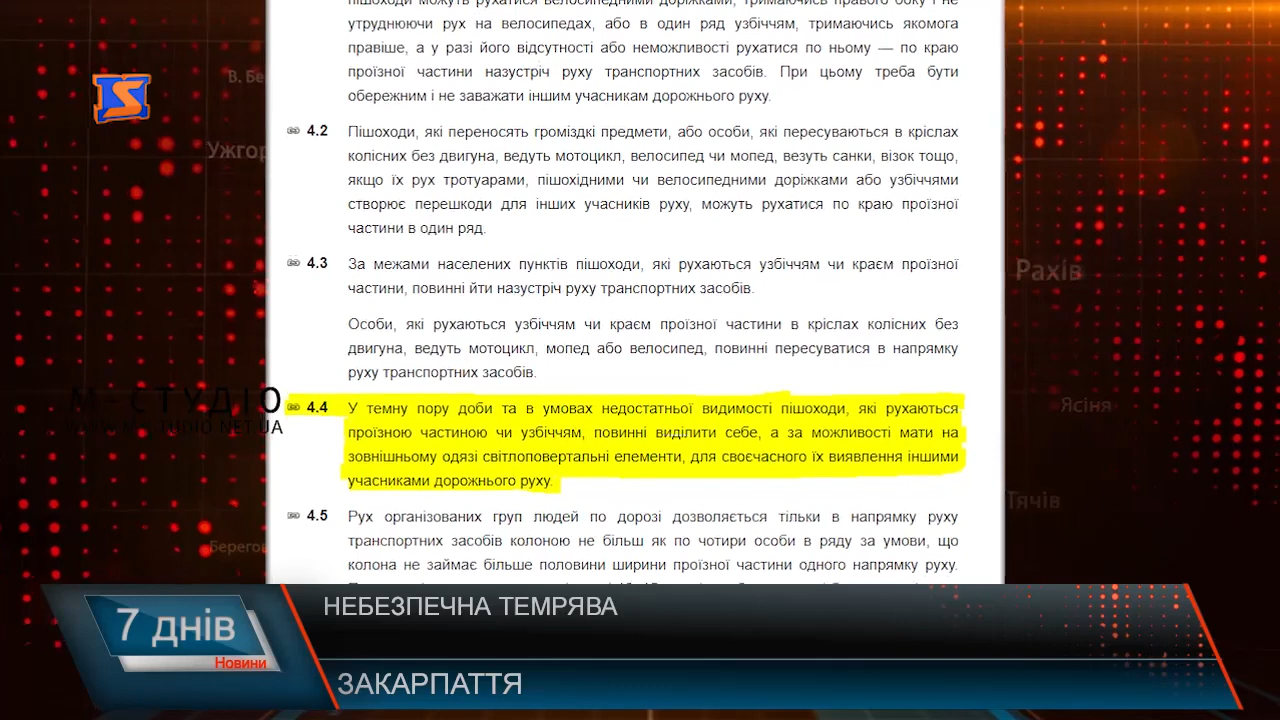 пішоходи можуть рухатися велосипедними доріжками, тримаючись правого боку і не
утруднюючи рух на велосипедах, або в один ряд узбіччям, тримаючись якомога
правіше, а у разі його відсутності або неможливості рухатися по ньому — по краю
проїзної частини назустріч руху транспортних засобів. При цьому треба бути
обережним і не заважати іншим учасникам дорожнього руху.
4.2 Пішоходи, які переносять громіздкі предмети, або особи, які пересуваються в кріслах
колісних без двигуна, ведуть мотоцикл, велосипед чи мопед, везуть санки, візок тощо,
якщо їх рух тротуарами, пішохідними чи велосипедними доріжками або узбіччями
створює перешкоди для інших учасників руху, можуть рухатися по краю проїзної
частини в один ряд.
4.3 За межами населених пунктів пішоходи, які рухаються узбіччям чи краєм проїзної
частини, повинні йти назустріч руху транспортних засобів.
Особи, які рухаються узбіччям чи краєм проїзної частини в кріслах колісних без
двигуна, ведуть мотоцикл, мопед або велосипед, повинні пересуватися в напрямку
руху транспортних засобів.
4.4 У темну пору доби та в умовах недостатньої видимості пішоходи, які рухаються
проїзною частиною чи узбіччям, повинні виділити себе, а за можливості мати на
зовнішньому одязі світлоповертальні елементи, для своєчасного їх виявлення іншими
учасниками дорожнього руху.
4.5 Рух організованих груп людей по дорозі дозволяється тільки в напрямку руху
транспортних засобів колоною не більш як по чотири особи в ряду за умови, що
колона не займає більше половини ширини проїзної частини одного напрямку руху.
В. Бе
Ужгор
Рахів
М-СТУДІО
WWW.M-STUDIO.NET.UA
Ясіня
Тячів
Берегов
7 днів
Новини
НЕБЕЗПЕЧНА ТЕМРЯВА
ЗАКАРПАТТЯ